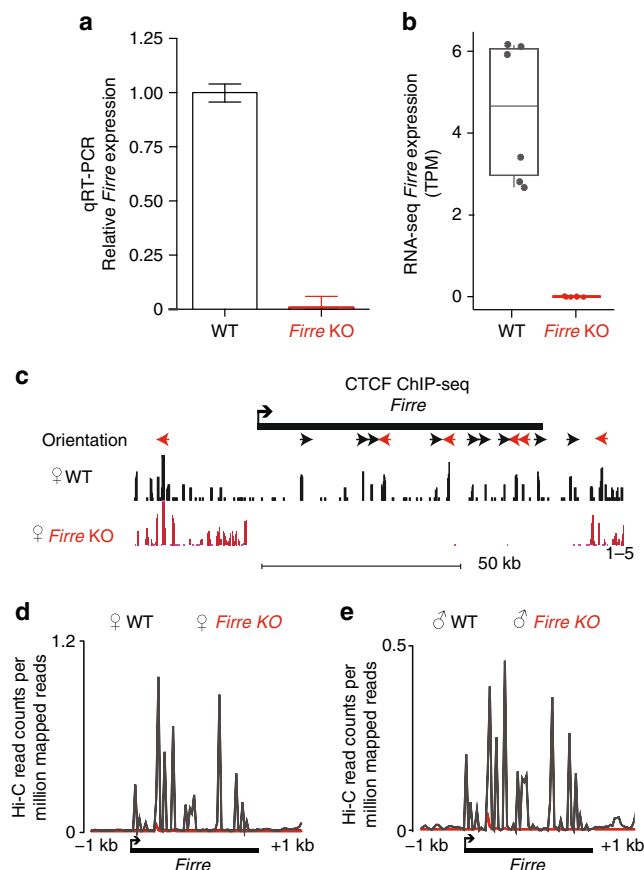 a
1.25
1.00
0.75
0.50
0.25
0
qRT-PCR
Relative Firre expression
WT
Firre KO
b
6
4
2
0
RNA-seq Firre expression
(TPM)
WT
Firre KO
c
CTCF ChIP-seq
Firre
Orientation
♀ WT
♀ Firre KO
1–5
50 kb
d
♀ WT
♀ Firre KO
1.2
0
Hi-C read counts per
million mapped reads
−1 kb
+1 kb
Firre
e
♂ WT
♂ Firre KO
0.5
0
Hi-C read counts per
million mapped reads
−1 kb
+1 kb
Firre